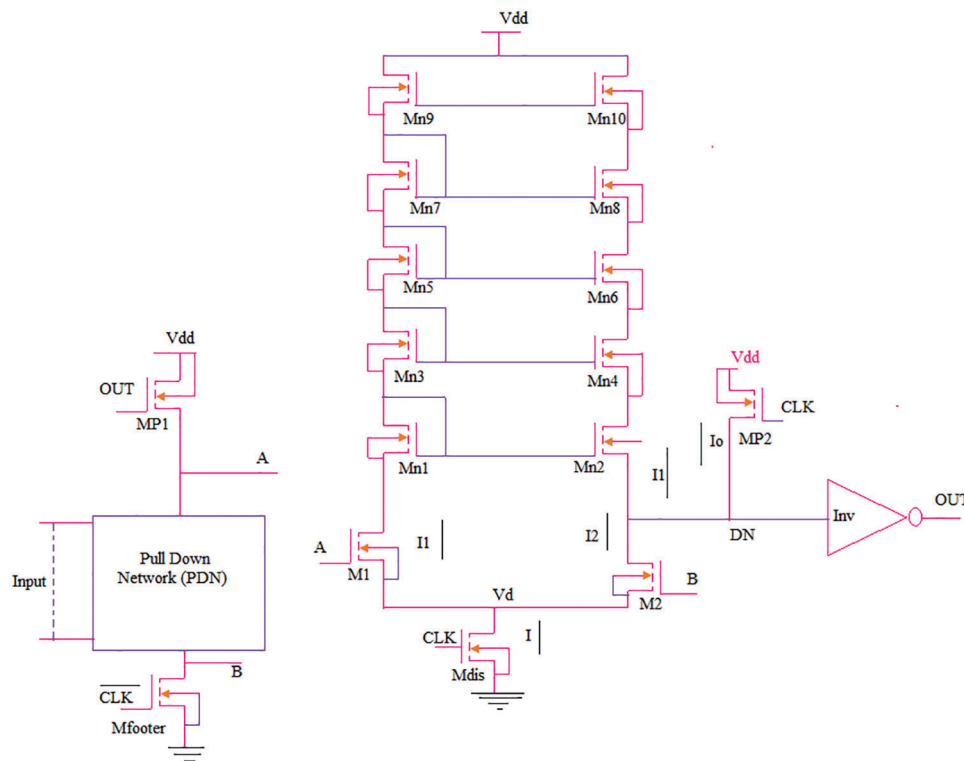 Vdd
Mn9
Mn10
Mn7
Mn8
Mn5
Mn6
Vdd
OUT
MP1
Mn3
Mn4
Vdd
CLK
MP2
Io
A
Mn1
Mn2
I1
Pull Down
Network (PDN)
Input
A
M1
I1
I2
DN
Inv
OUT
B
M2
Vd
CLK
I
Mdis
B
CLK
Mfooter